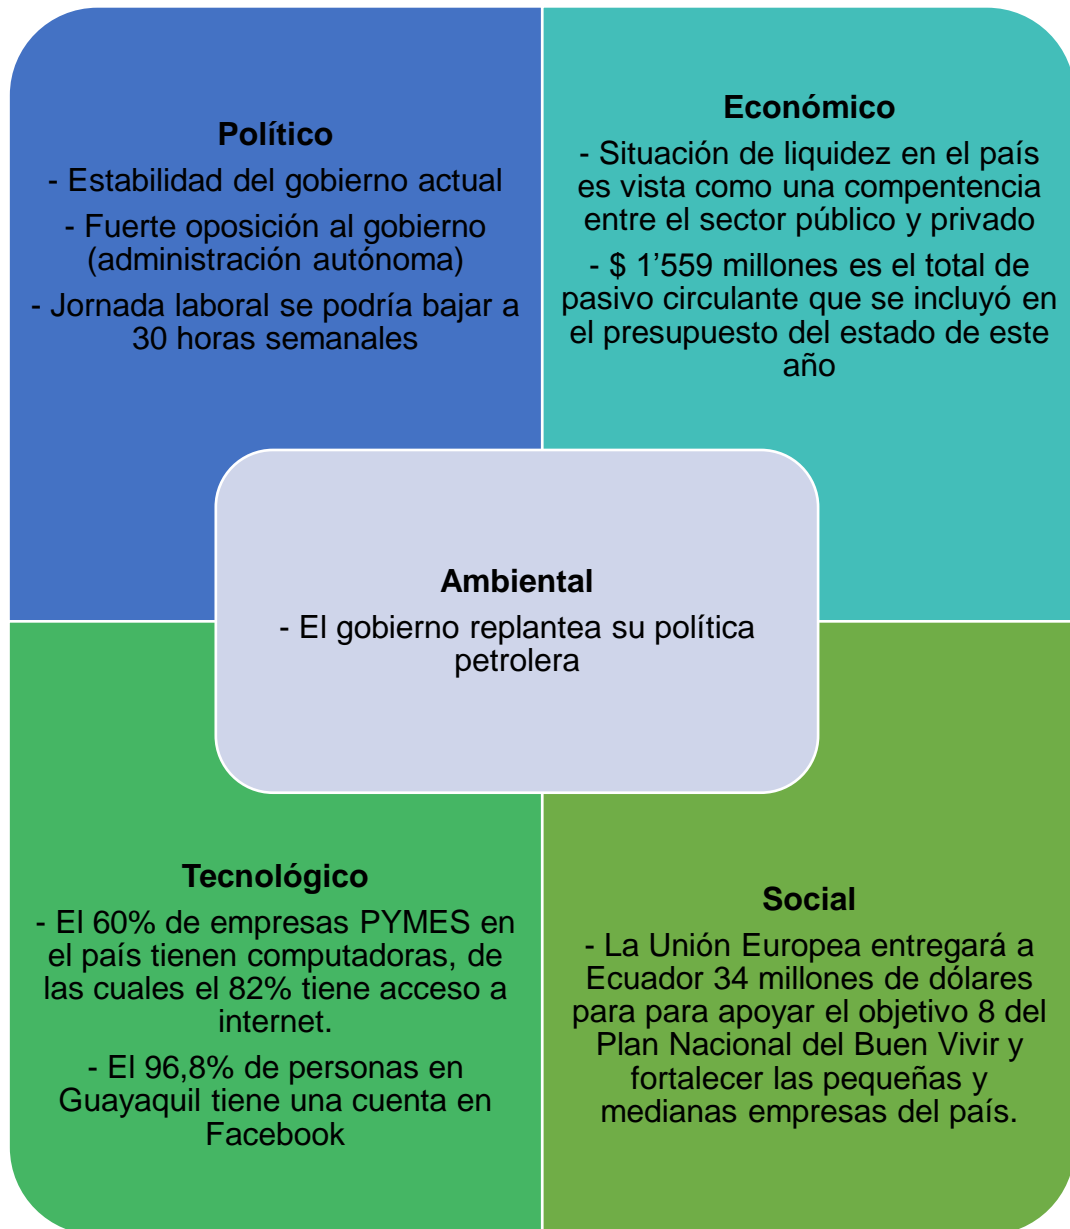 Político
- Estabilidad del gobierno actual
- Fuerte oposición al gobierno
(administración autónoma)
- Jornada laboral se podría bajar a
30 horas semanales
Económico
- Situación de liquidez en el país
es vista como una compentencia
entre el sector público y privado
- $ 1’559 millones es el total de
pasivo circulante que se incluyó en
el presupuesto del estado de este
año
Ambiental
- El gobierno replantea su política
petrolera
Tecnológico
- El 60% de empresas PYMES en
el país tienen computadoras, de
las cuales el 82% tiene acceso a
internet.
- El 96,8% de personas en
Guayaquil tiene una cuenta en
Facebook
Social
- La Unión Europea entregará a
Ecuador 34 millones de dólares
para para apoyar el objetivo 8 del
Plan Nacional del Buen Vivir y
fortalecer las pequeñas y
medianas empresas del país.